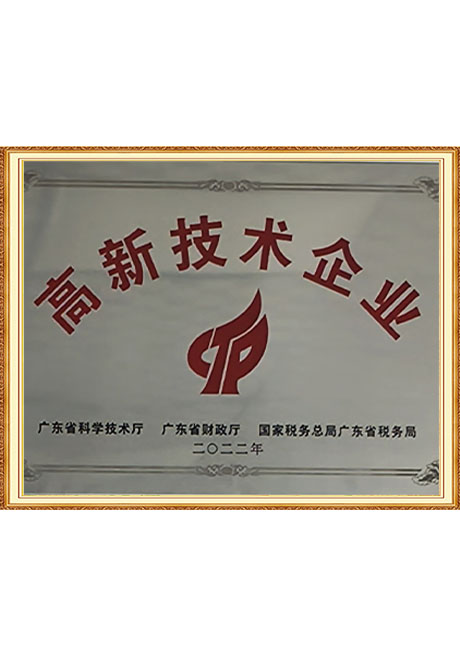 高新技术企业
广东省科学技术厅 广东省财政厅 国家税务总局广东省税务局
二〇二二年